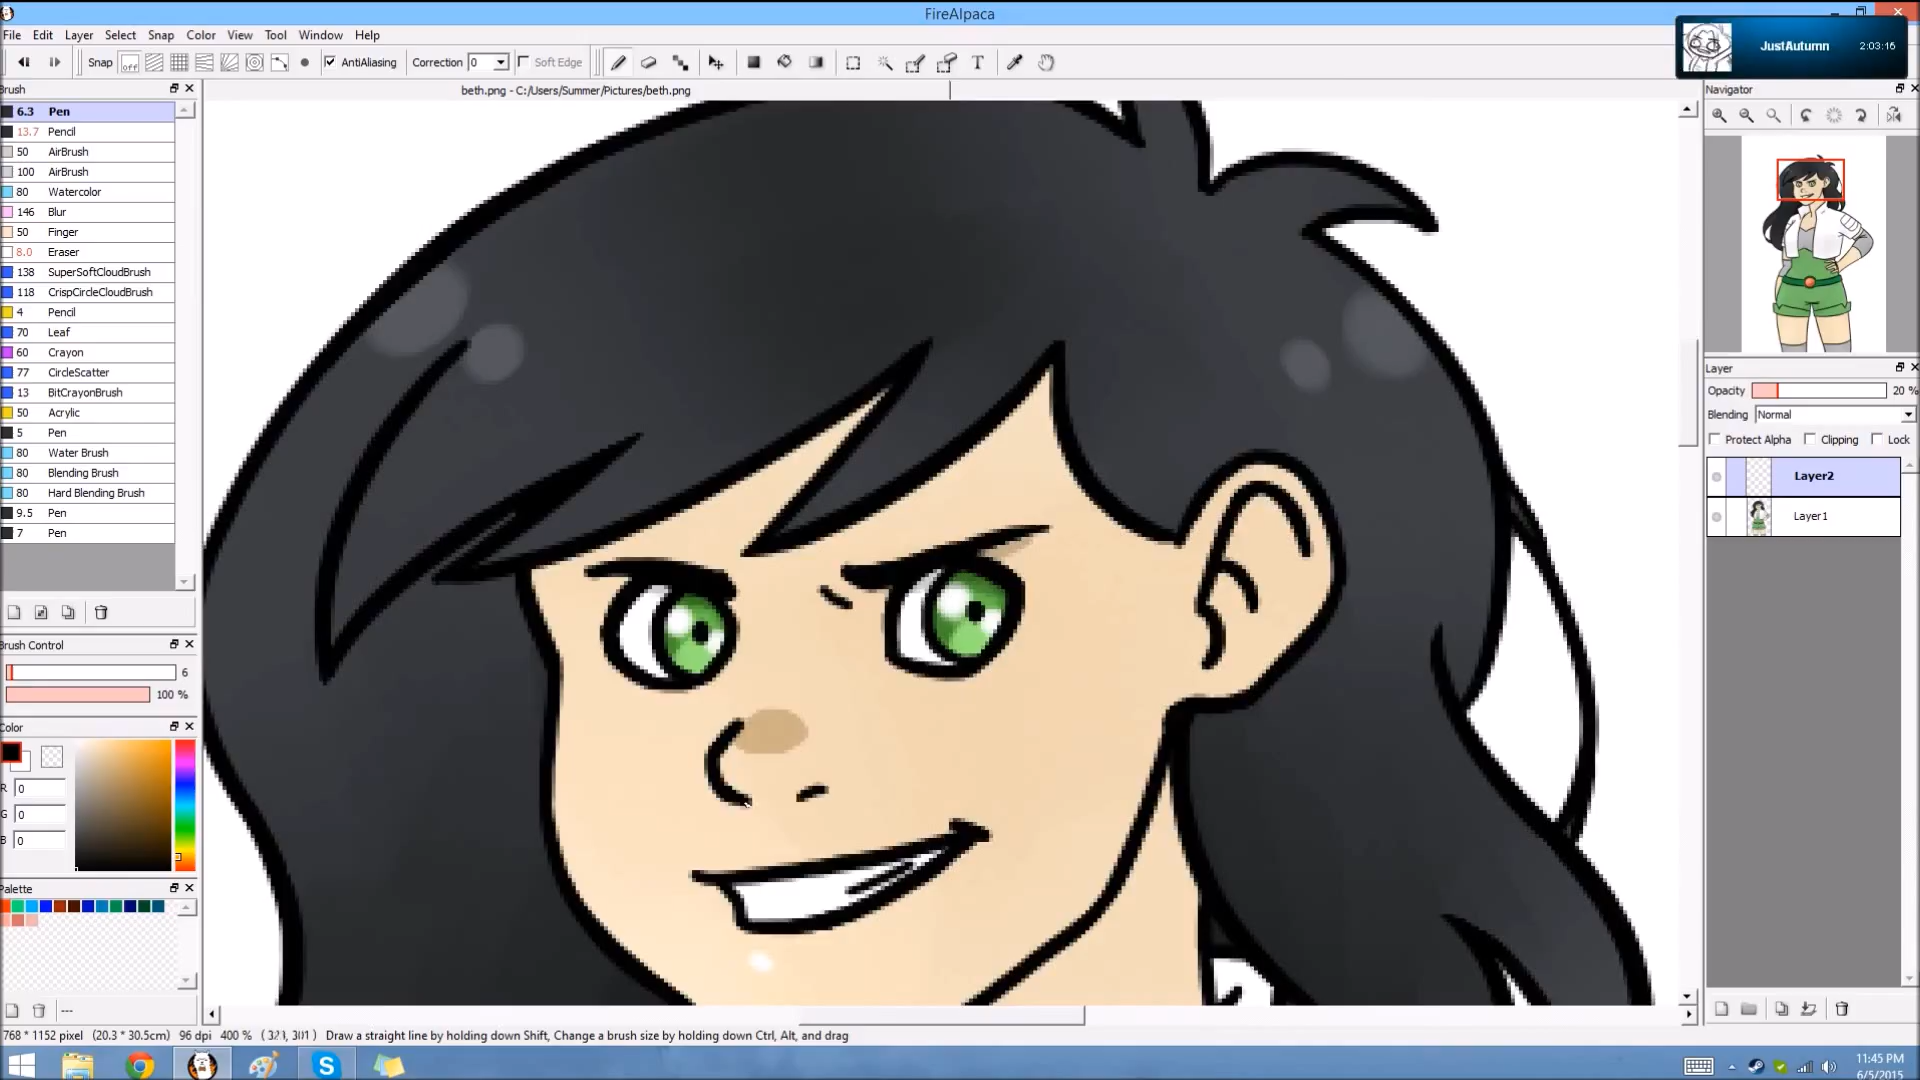 FireAlpaca
File Edit Layer Select Snap Color View Tool Window Help
JustAutumn 2:03:16
Snap off AntiAliasing Correction 0 Soft Edge T
Brush
beth.png - C:/Users/Summer/Pictures/beth.png
Navigator
6.3 Pen
13.7 Pencil
50 AirBrush
100 AirBrush
80 Watercolor
146 Blur
50 Finger
8.0 Eraser
138 SuperSoftCloudBrush
118 CrispCircleCloudBrush
4 Pencil
70 Leaf
60 Crayon
77 CircleScatter
13 BitCrayonBrush
50 Acrylic
5 Pen
80 Water Brush
80 Blending Brush
80 Hard Blending Brush
9.5 Pen
7 Pen
Layer
Opacity 20 %
Blending Normal
Protect Alpha Clipping Lock
Layer2
Layer1
Brush Control
6
100 %
Color
R 0
G 0
B 0
Palette
---
768 * 1152 pixel (20.3 * 30.5cm) 96 dpi 400 % Draw a straight line by holding down Shift, Change a brush size by holding down Ctrl, Alt, and drag
11:45 PM
6/5/2015